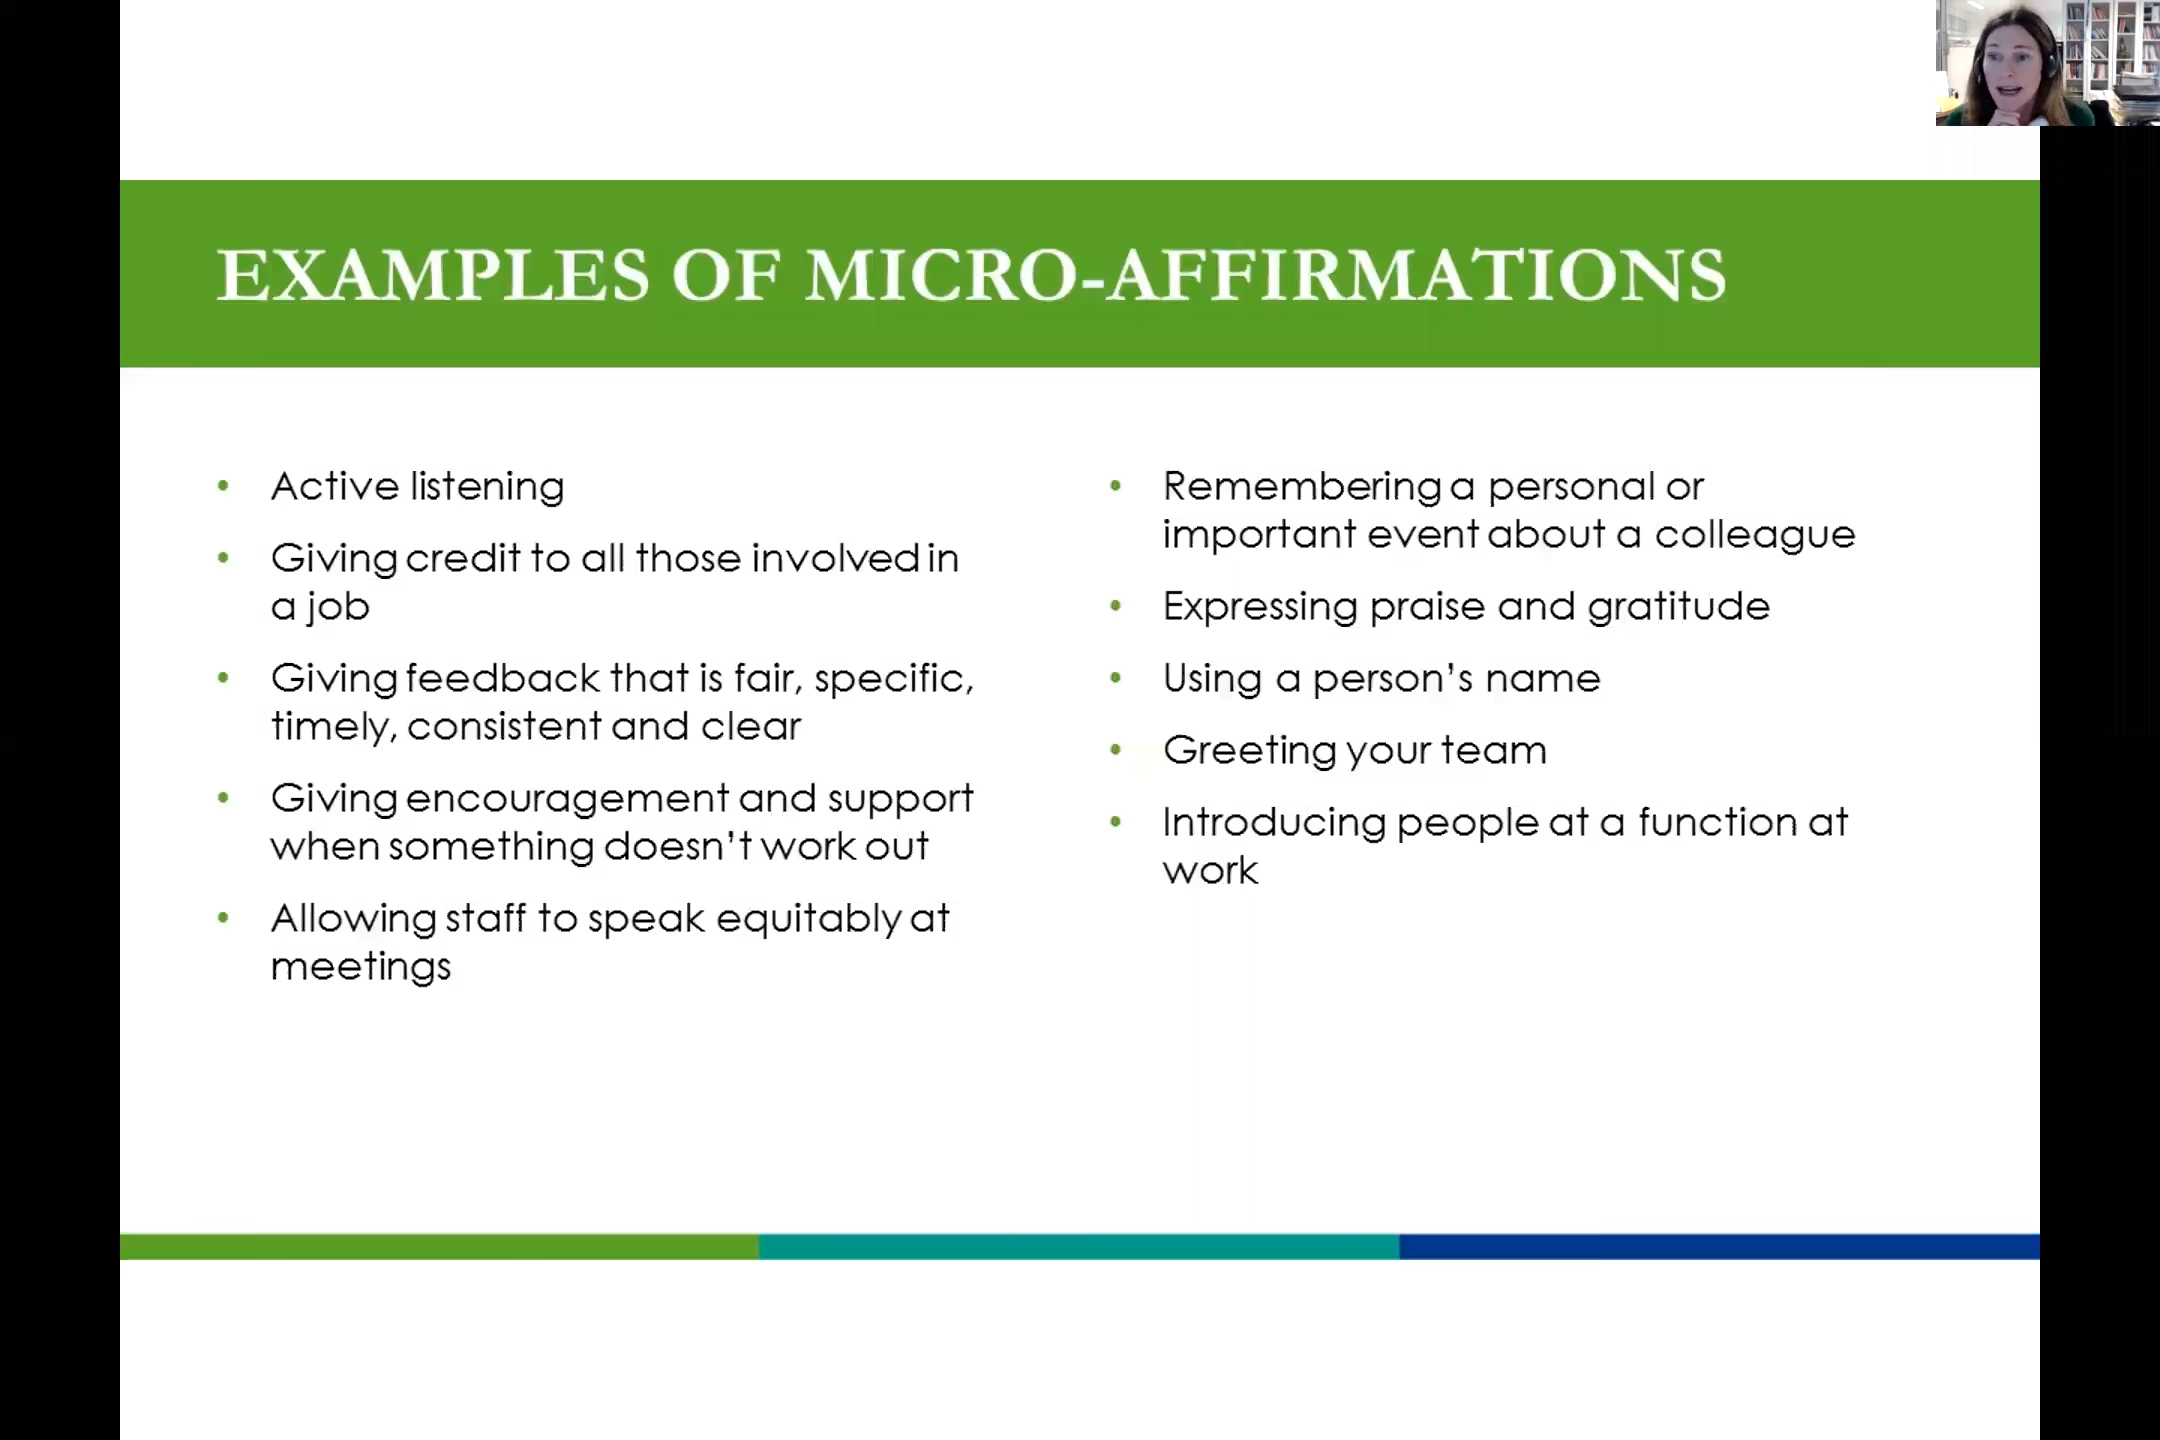 EXAMPLES OF MICRO-AFFIRMATIONS
• Active listening
• Giving credit to all those involved in
a job
• Giving feedback that is fair, specific,
timely, consistent and clear
• Giving encouragement and support
when something doesn't work out
• Allowing staff to speak equitably at
meetings
• Remembering a personal or
important event about a colleague
• Expressing praise and gratitude
• Using a person's name
• Greeting your team
• Introducing people at a function at
work